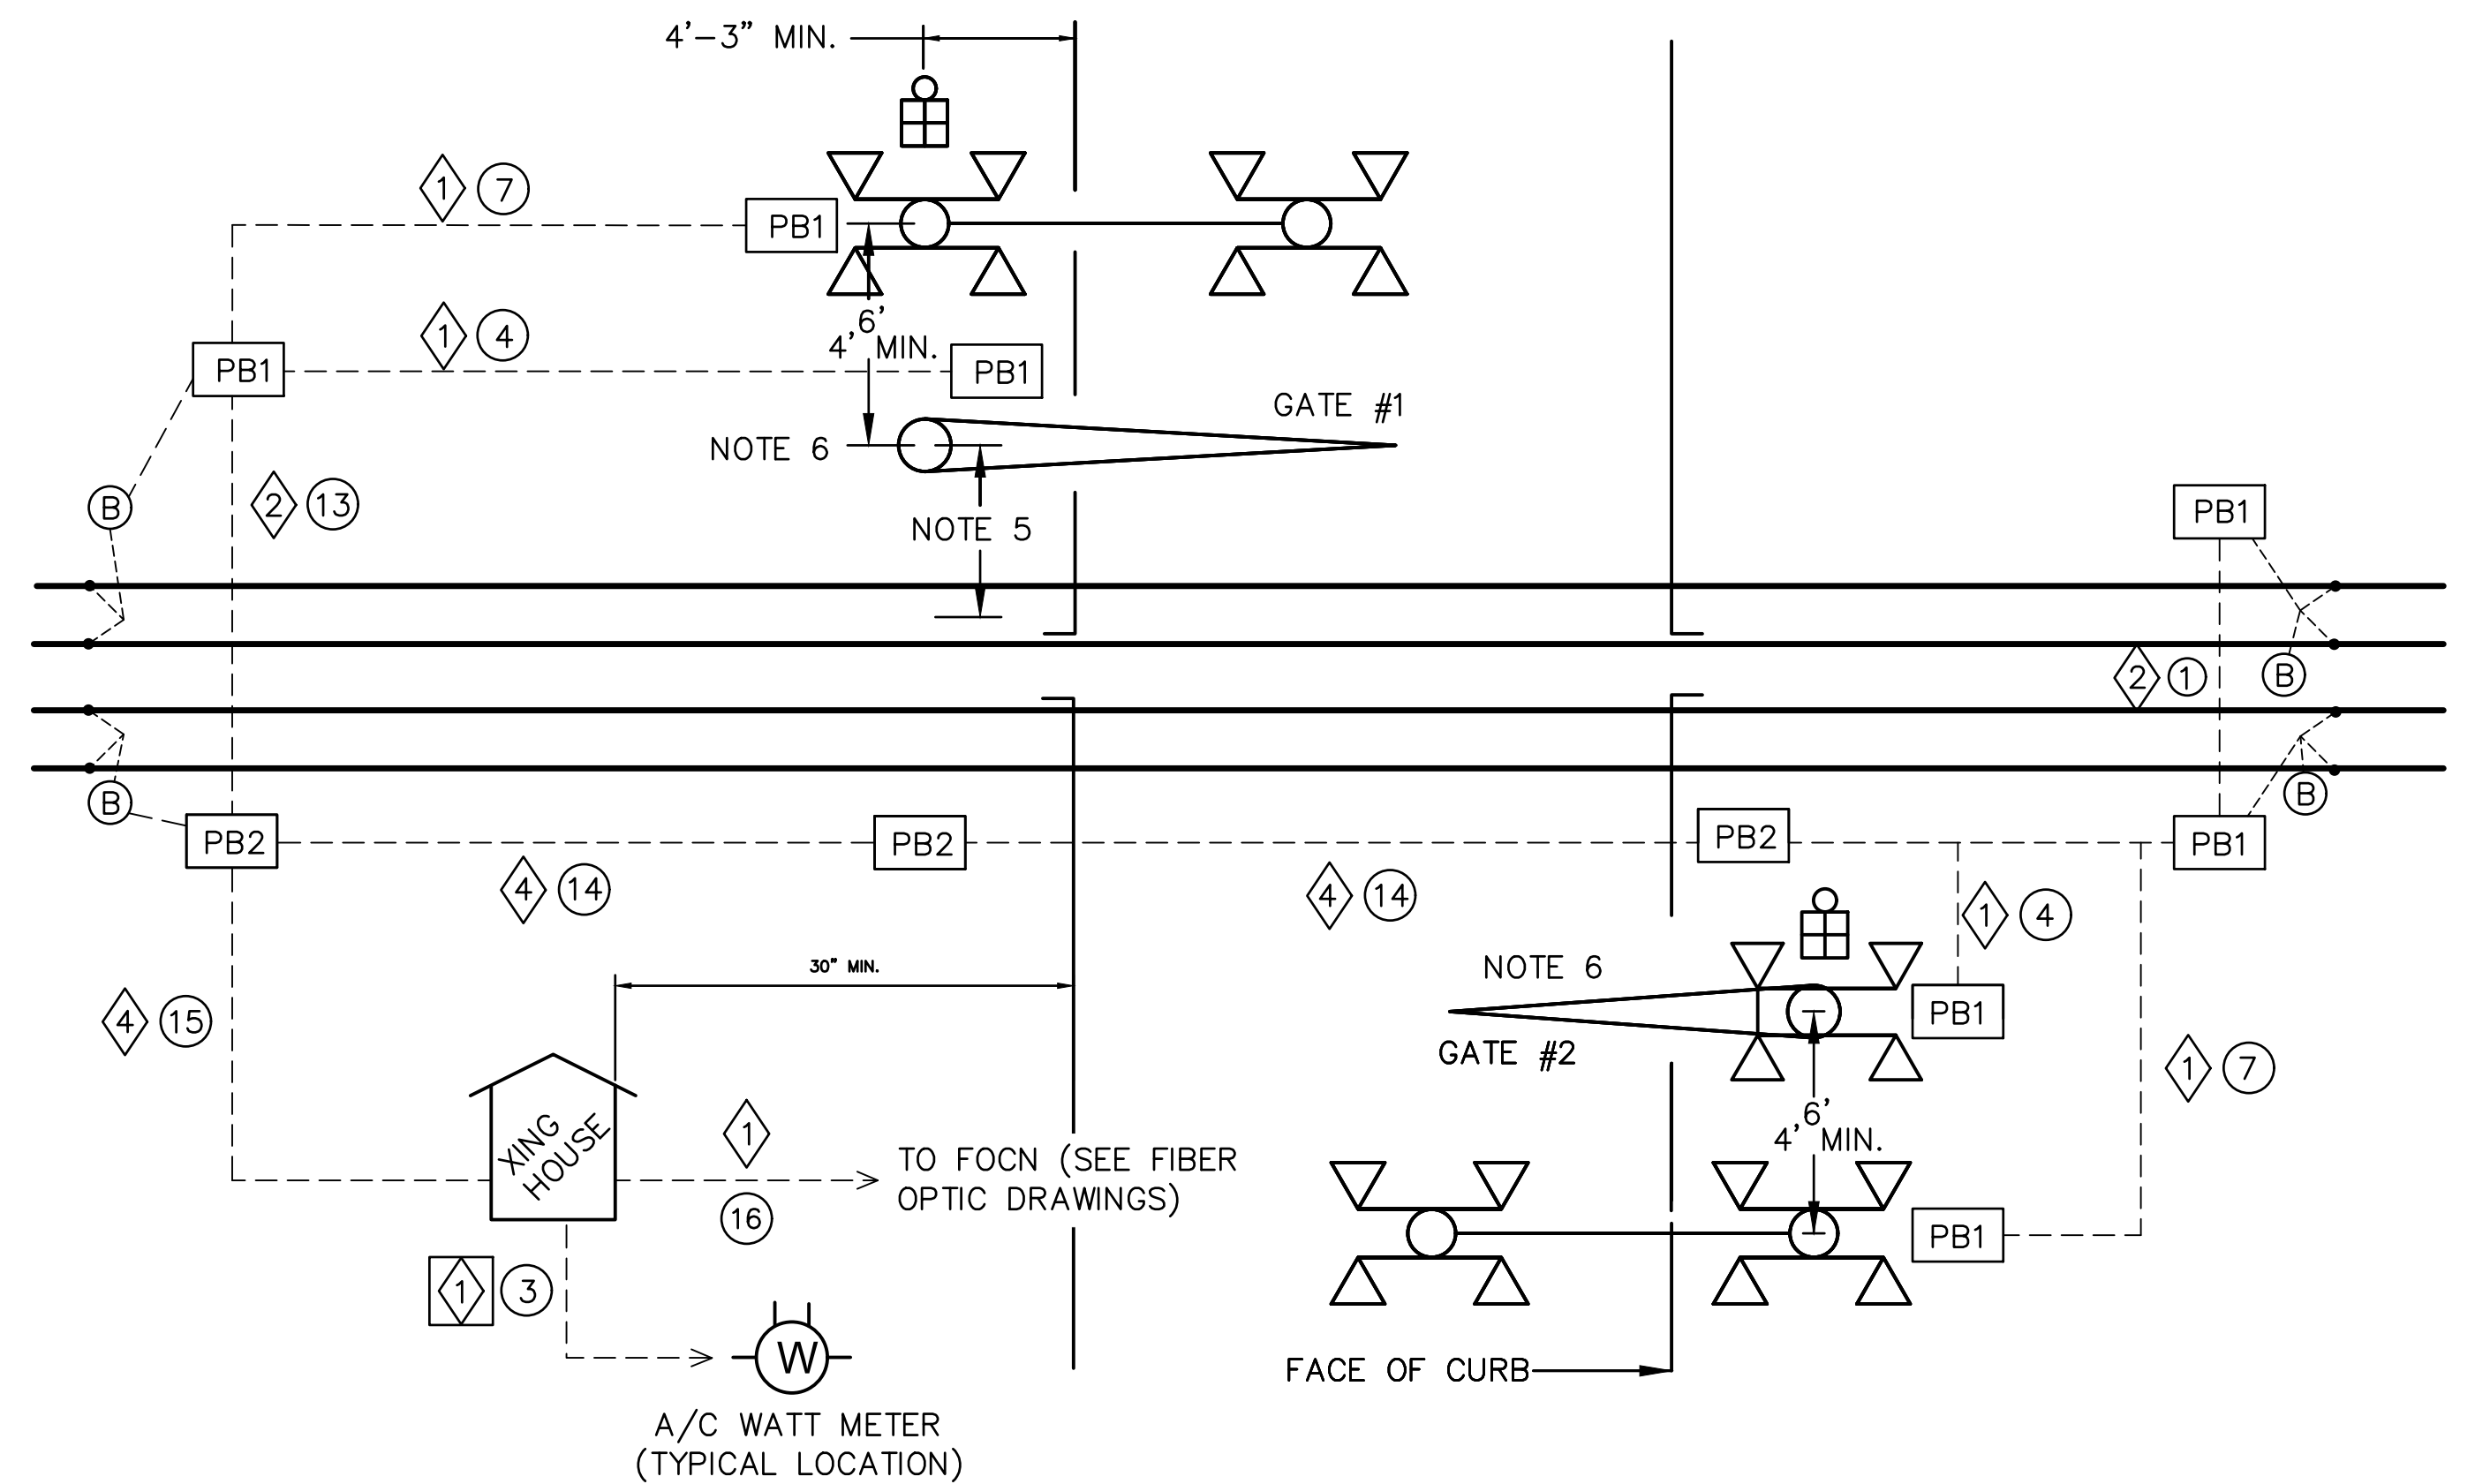 4'-3" MIN.
1 7
PB1
1 4
PB1
PB1
4',6' MIN.
GATE #1
NOTE 6
B
2 13
NOTE 5
PB1
2 1
B
B
B
PB2
PB2
PB2
PB1
4 14
4 14
1 4
30" MIN.
NOTE 6
4 15
PB1
GATE #2
1 7
XING
HOUSE
1
16
TO FOCN (SEE FIBER
OPTIC DRAWINGS)
4',6' MIN.
PB1
1 3
W
FACE OF CURB
A/C WATT METER
(TYPICAL LOCATION)